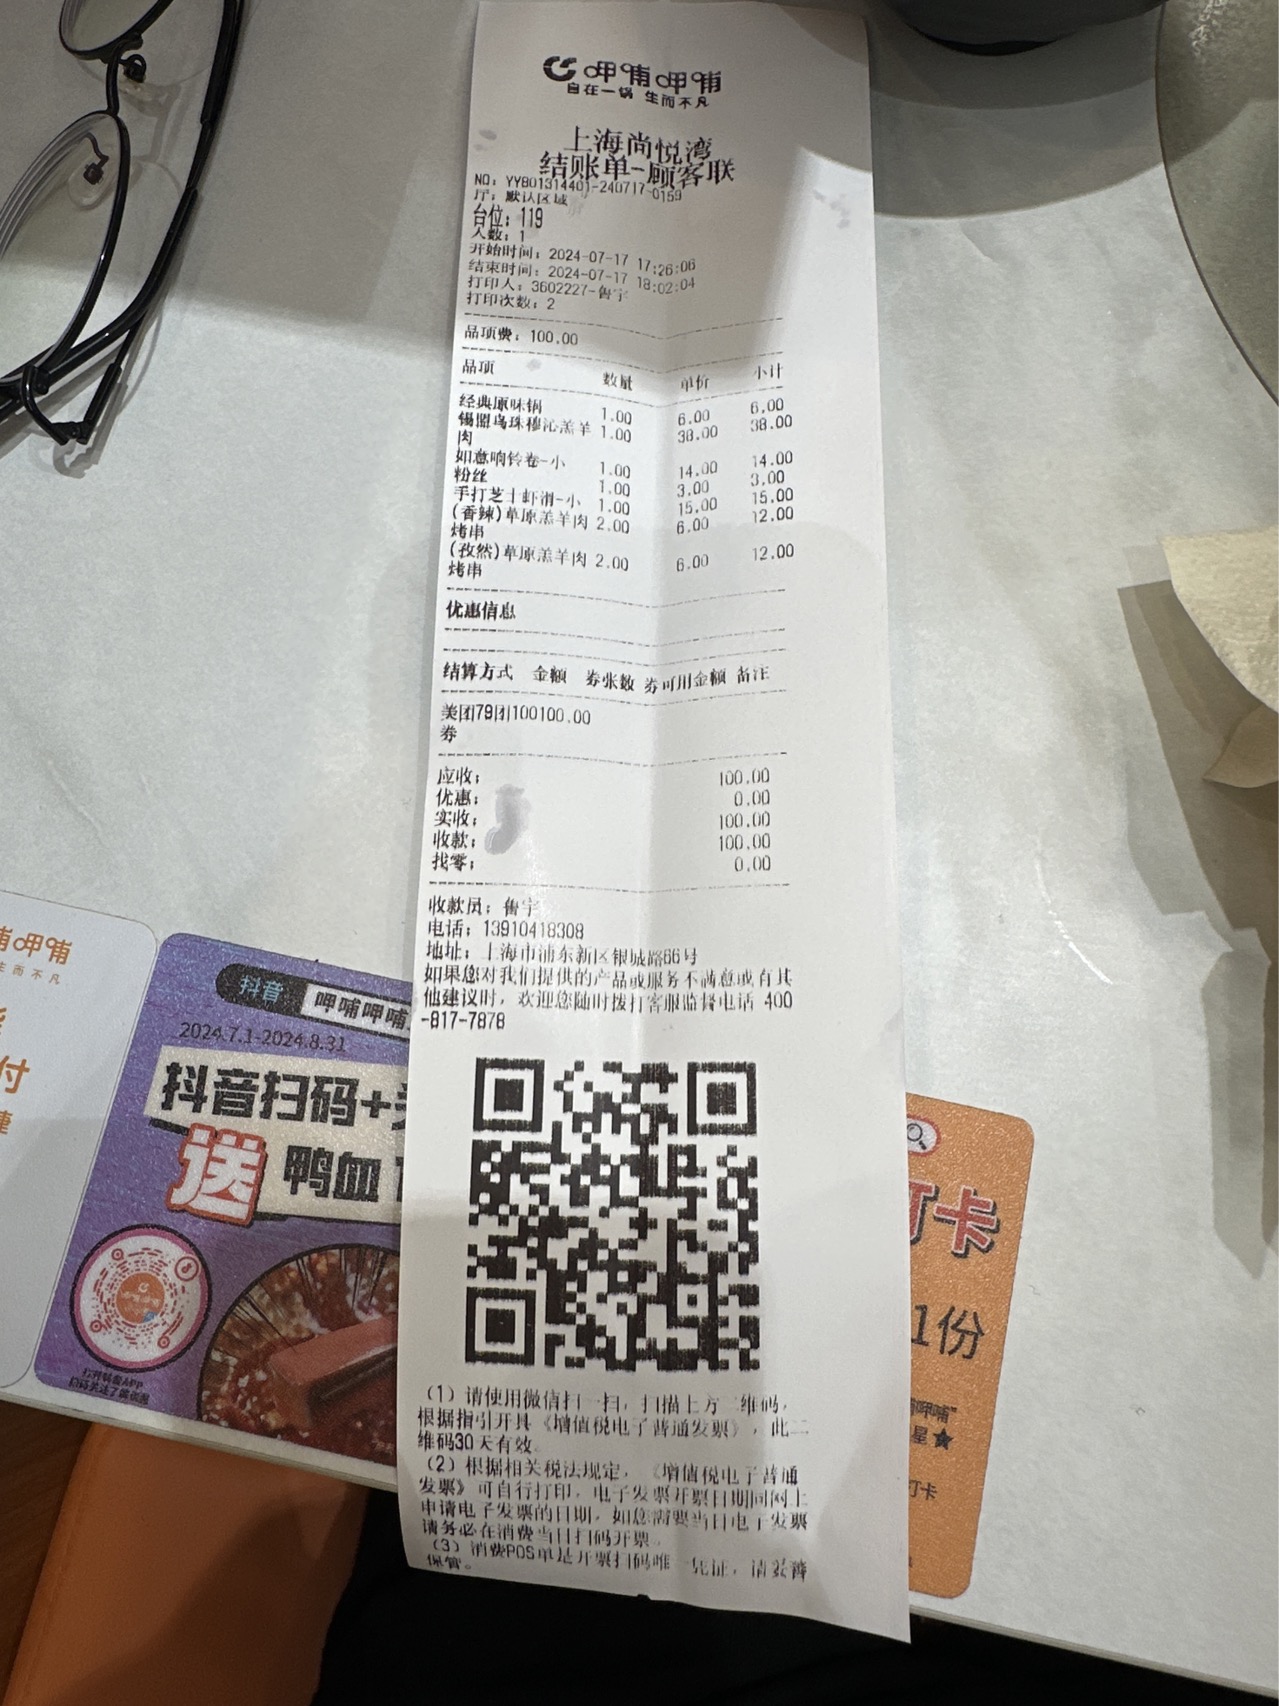 呷哺呷哺
自在一锅 生而不凡
上海尚悦湾
结账单-顾客联
NO: YYB01314401-240717-0159
厅: 默认区域
台位: 119
人数: 1
开始时间: 2024-07-17 17:26:06
结束时间: 2024-07-17 18:02:04
打印人: 3602227-鲁宇
打印次数: 2
品项费: 100.00
品项 数量 单价 小计
经典原味锅 1.00 6.00 6.00
锡盟乌珠穆沁羔羊 1.00 38.00 38.00
肉
如意响铃卷-小 1.00 14.00 14.00
粉丝 1.00 3.00 3.00
手打芝士虾滑-小 1.00 15.00 15.00
(香辣)草原羔羊肉 2.00 6.00 12.00
烤串
(孜然)草原羔羊肉 2.00 6.00 12.00
烤串
优惠信息
结算方式 金额 券张数 券可用金额 备注
美团79团100100.00
券
应收: 100.00
优惠: 0.00
实收: 100.00
收款: 100.00
找零: 0.00
收款员: 鲁宇
电话: 13910418308
地址: 上海市浦东新区银城路66号
如果您对我们提供的产品或服务不满意或有其
他建议时, 欢迎您随时拨打客服监督电话 400
-817-7878
(1) 请使用微信扫一扫, 扫描上方二维码,
根据指引开具《增值税电子普通发票》, 此二
维码30天有效。
(2) 根据相关税法规定, 《增值税电子普通
发票》可自行打印, 电子发票开票日期同网上
申请电子发票的日期, 如您需要当日电子发票
请务必在消费当日扫码开票。
(3) 消费POS单是开票扫码唯一凭证, 请妥善
保管。
哺呷哺
生而不凡
付
捷
抖音 呷哺呷哺
2024.7.1-2024.8.31
抖音扫码+
送 鸭血
打卡
1份
呷哺"
星★
打卡